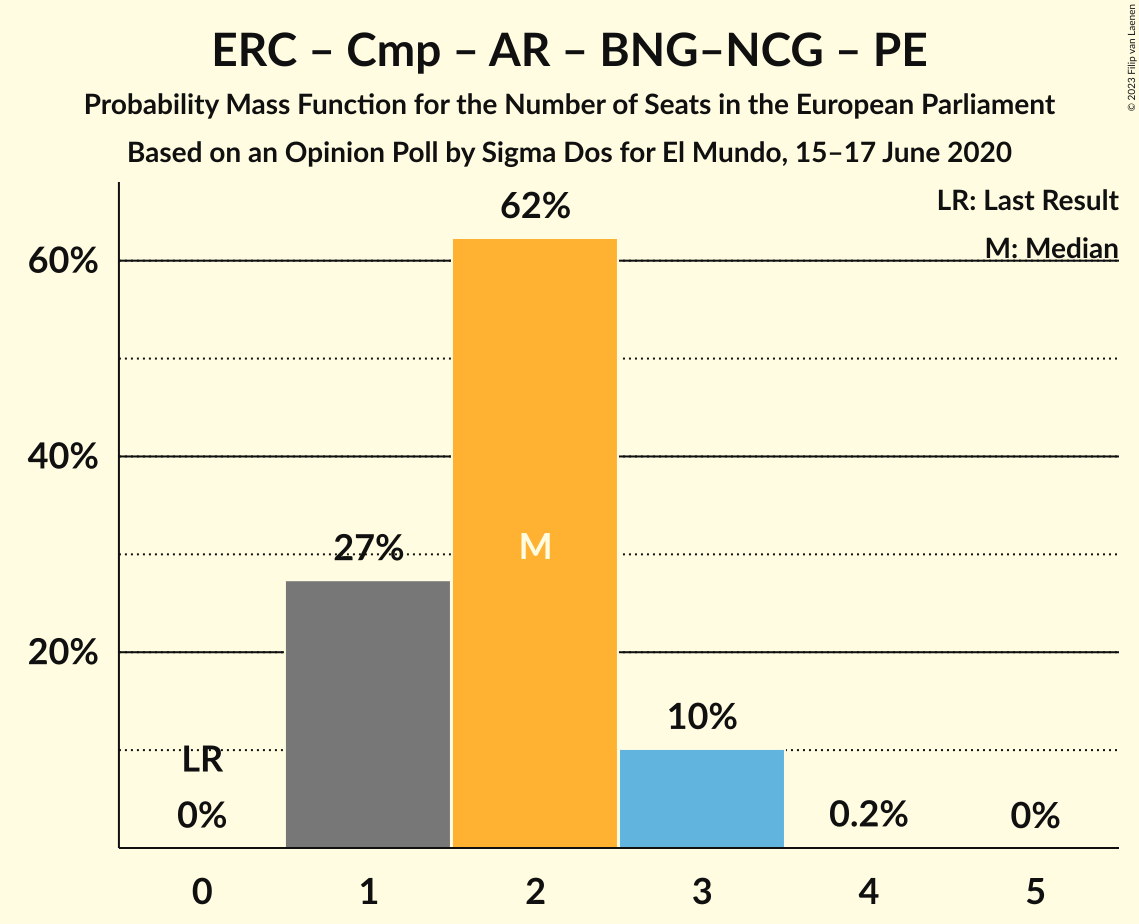 ERC – Cmp – AR – BNG–NCG – PE
Probability Mass Function for the Number of Seats in the European Parliament
Based on an Opinion Poll by Sigma Dos for El Mundo, 15–17 June 2020
© 2023 Filip van Laenen
LR: Last Result
M: Median
62%
60%
40%
27%
M
20%
10%
LR
0%
0.2%
0%
0 1 2 3 4 5